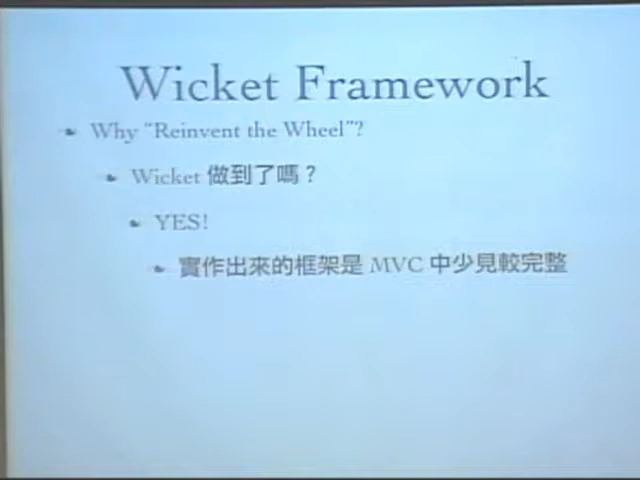 Wicket Framework
Why “Reinvent the Wheel”?
Wicket 做到了嗎？
YES!
實作出來的框架是 MVC 中少見較完整